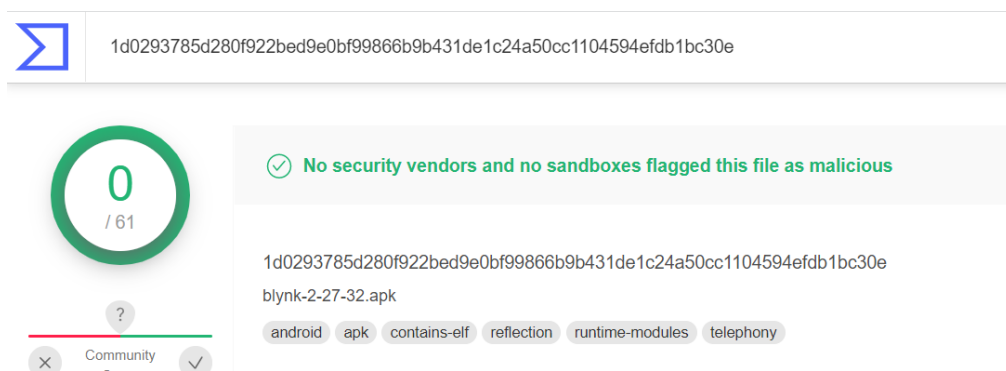 1d0293785d280f922bed9e0bf99866b9b431de1c24a50cc1104594efdb1bc30e
0
/ 61
No security vendors and no sandboxes flagged this file as malicious
1d0293785d280f922bed9e0bf99866b9b431de1c24a50cc1104594efdb1bc30e
blynk-2-27-32.apk
android apk contains-elf reflection runtime-modules telephony
?
Community